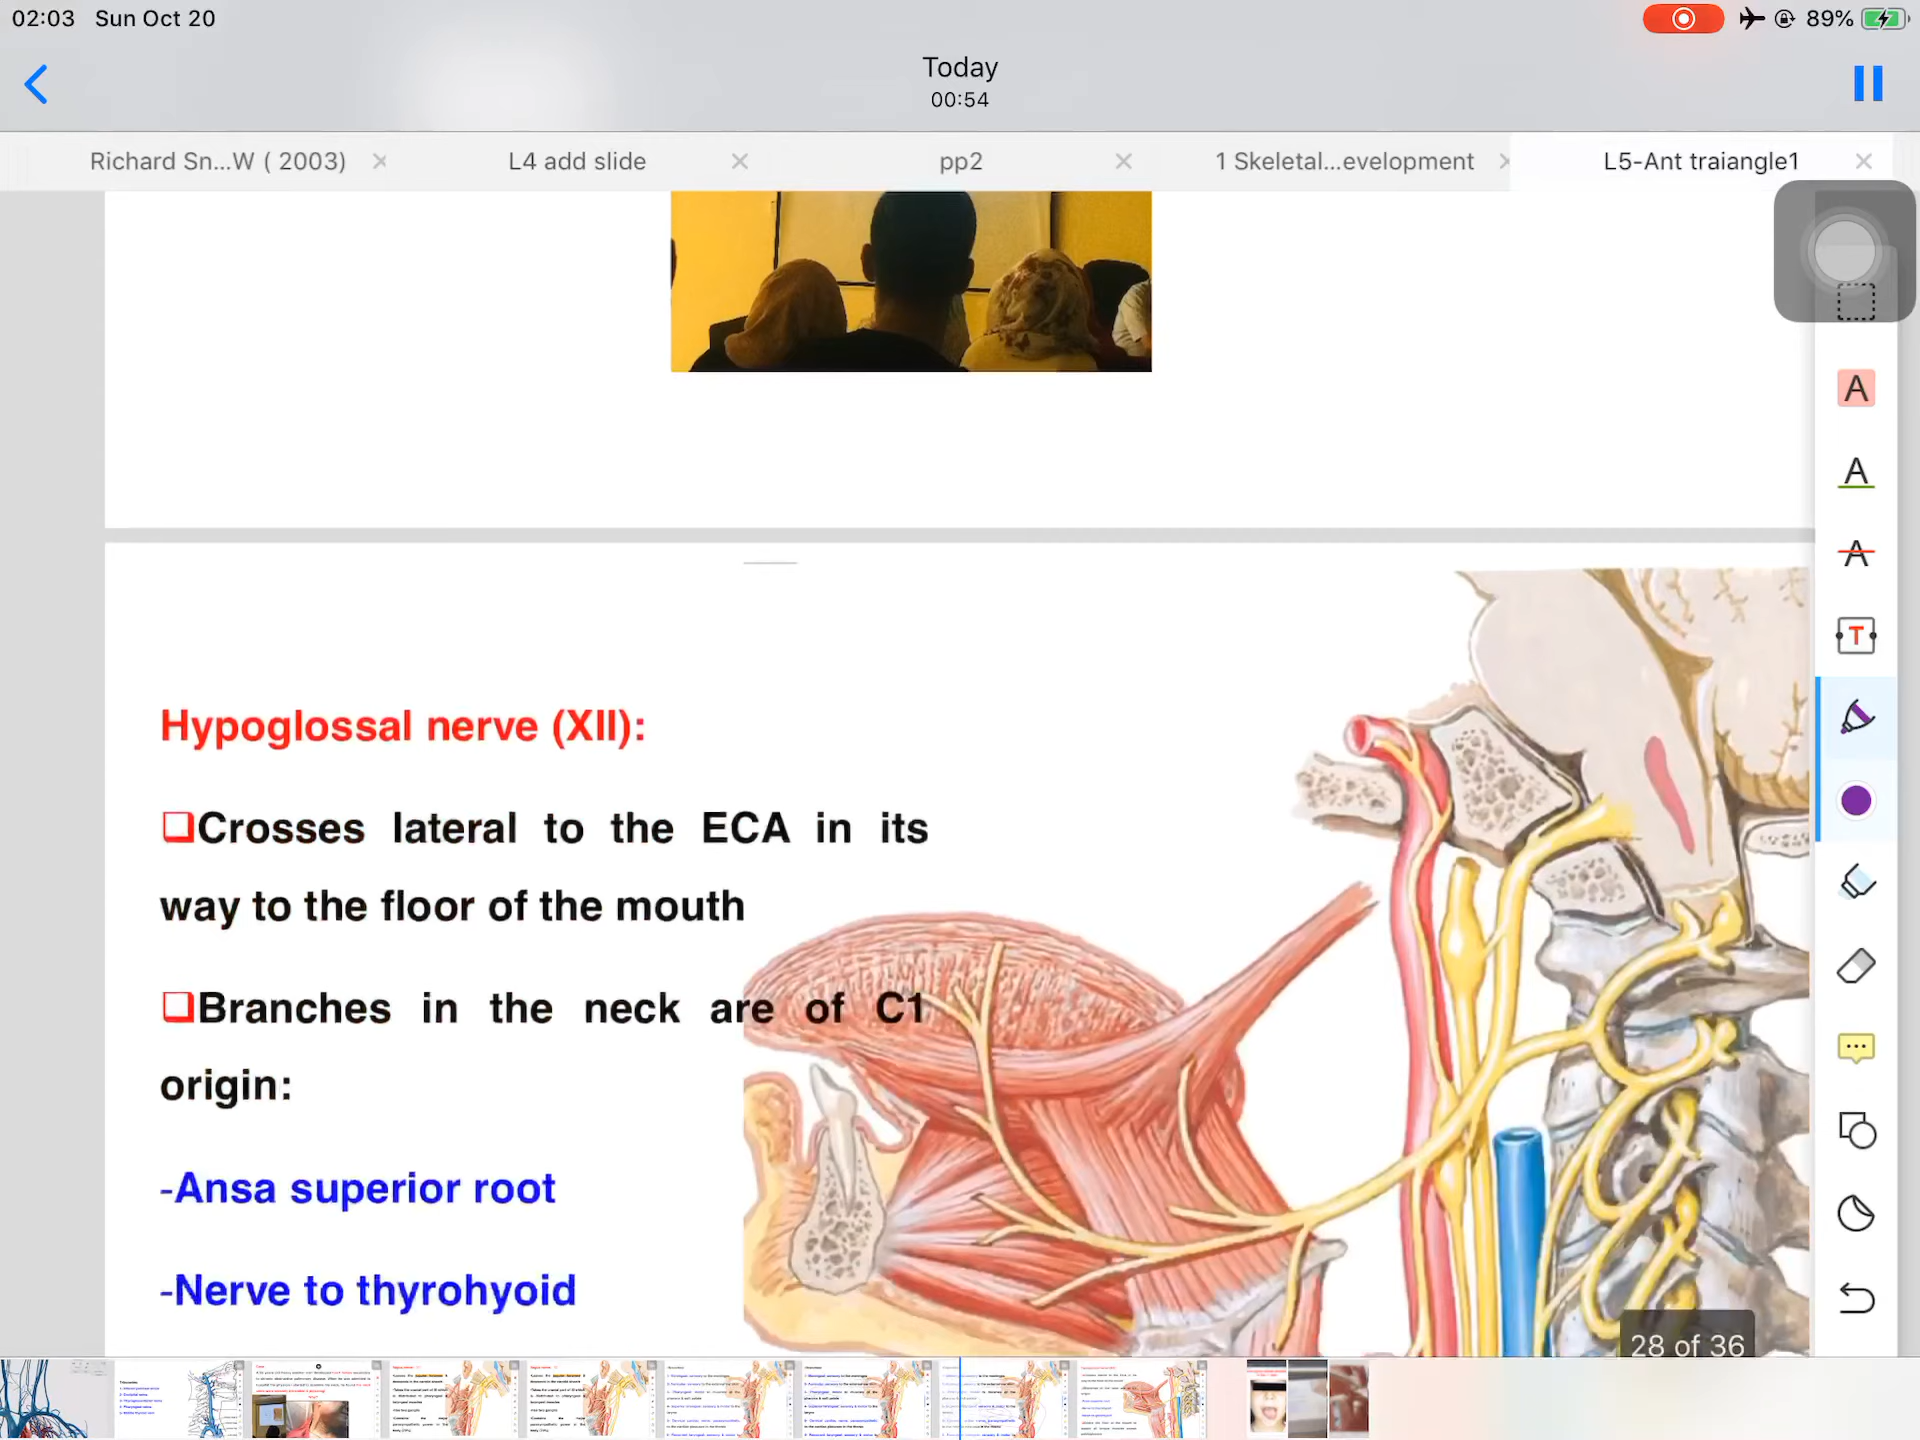 02:03 Sun Oct 20
89%
Today
00:54
Richard Sn...W ( 2003)
L4 add slide
pp2
1 Skeletal...evelopment
L5-Ant traiangle1
A
A
A
T
Hypoglossal nerve (XII):
Crosses lateral to the ECA in its
way to the floor of the mouth
Branches in the neck are of C1
origin:
-Ansa superior root
-Nerve to thyrohyoid
28 of 36